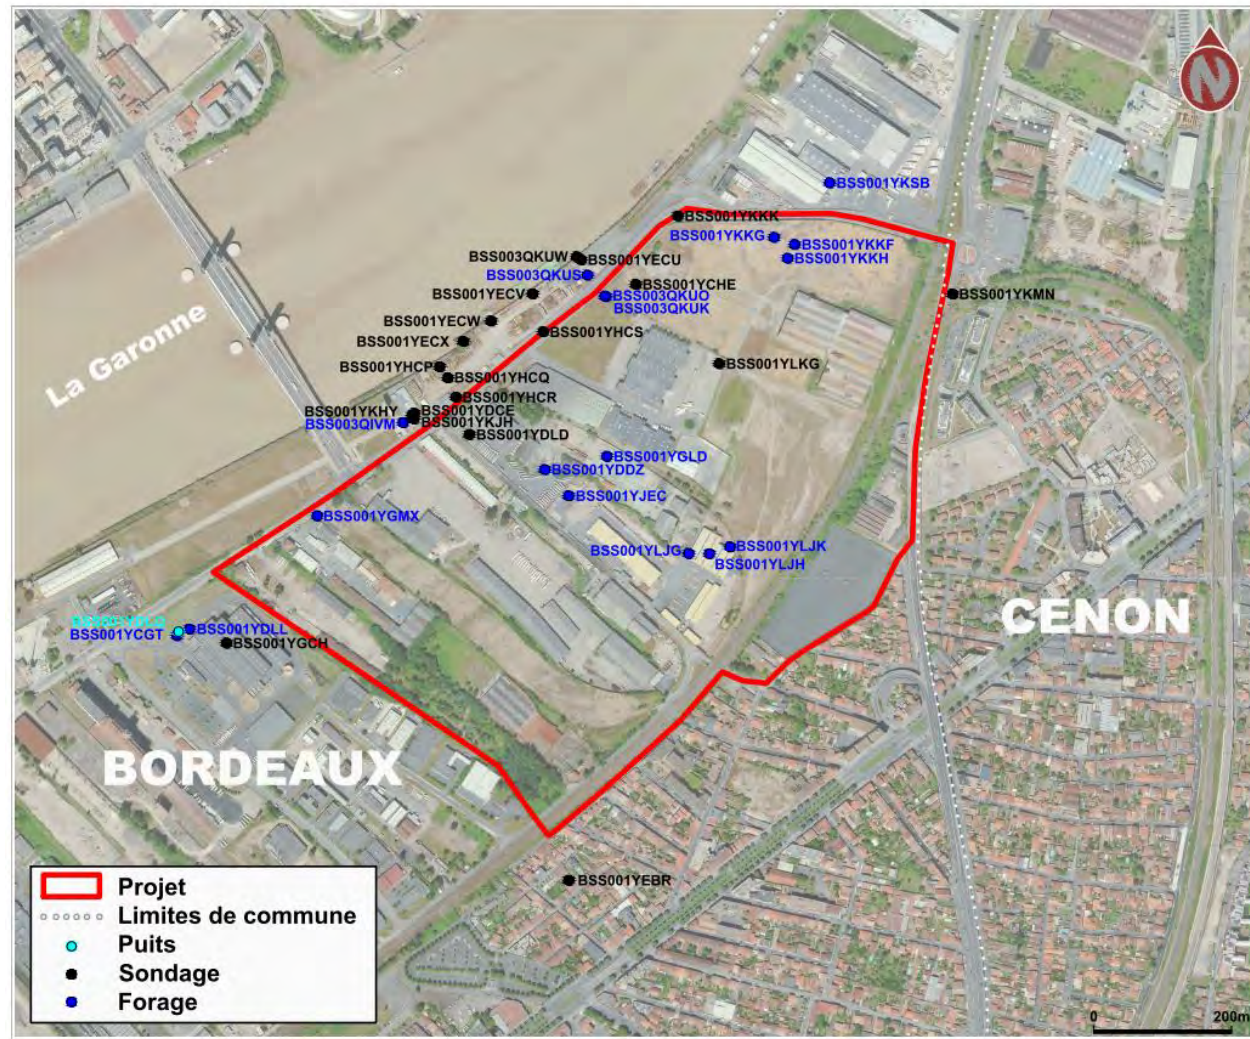 N
BSS001YKSB
BSS001YKKK
BSS001YKKG
BSS001YKKF
BSS003QKUW
BSS001YECU
BSS001YKKH
BSS003QKUS
BSS001YCHE
BSS001YECV
BSS003QKUO
BSS001YKMN
BSS003QKUK
BSS001YECW
BSS001YHCS
La Garonne
BSS001YECX
BSS001YHCP
BSS001YLKG
BSS001YHCQ
BSS001YHCR
BSS001YKHY
BSS001YDCE
BSS003QIVM
BSS001YKJH
BSS001YDLD
BSS001YGLD
BSS001YDDZ
BSS001YJEC
BSS001YGMX
BSS001YLJG
BSS001YLJK
BSS001YLJH
CENON
BSS001YCGT
BSS001YDLL
BSS001YGCH
BORDEAUX
BSS001YEBR
Projet
Limites de commune
Puits
Sondage
Forage
0
200m